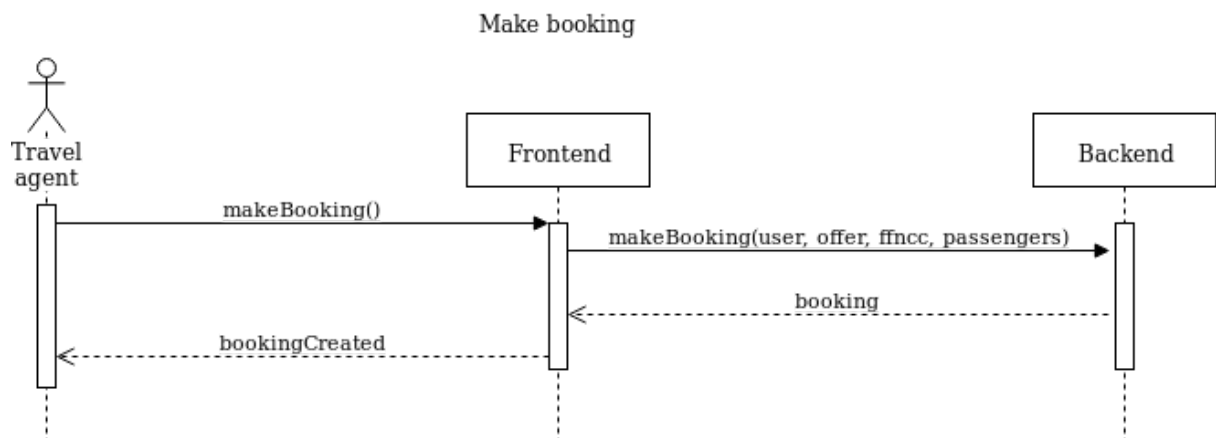 Make booking
Travel
agent
Frontend
Backend
makeBooking()
makeBooking(user, offer, ffncc, passengers)
booking
bookingCreated